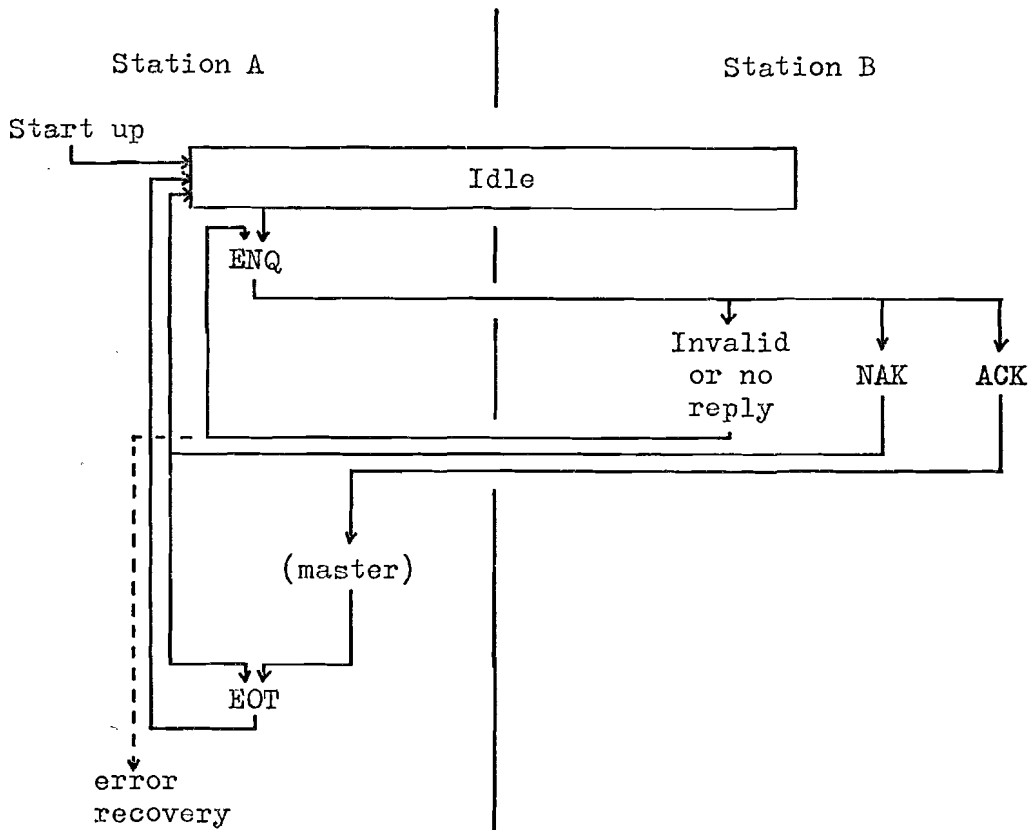 Station A
Station B
Start up
Idle
ENQ
Invalid
or no
reply
NAK
ACK
(master)
EOT
error
recovery